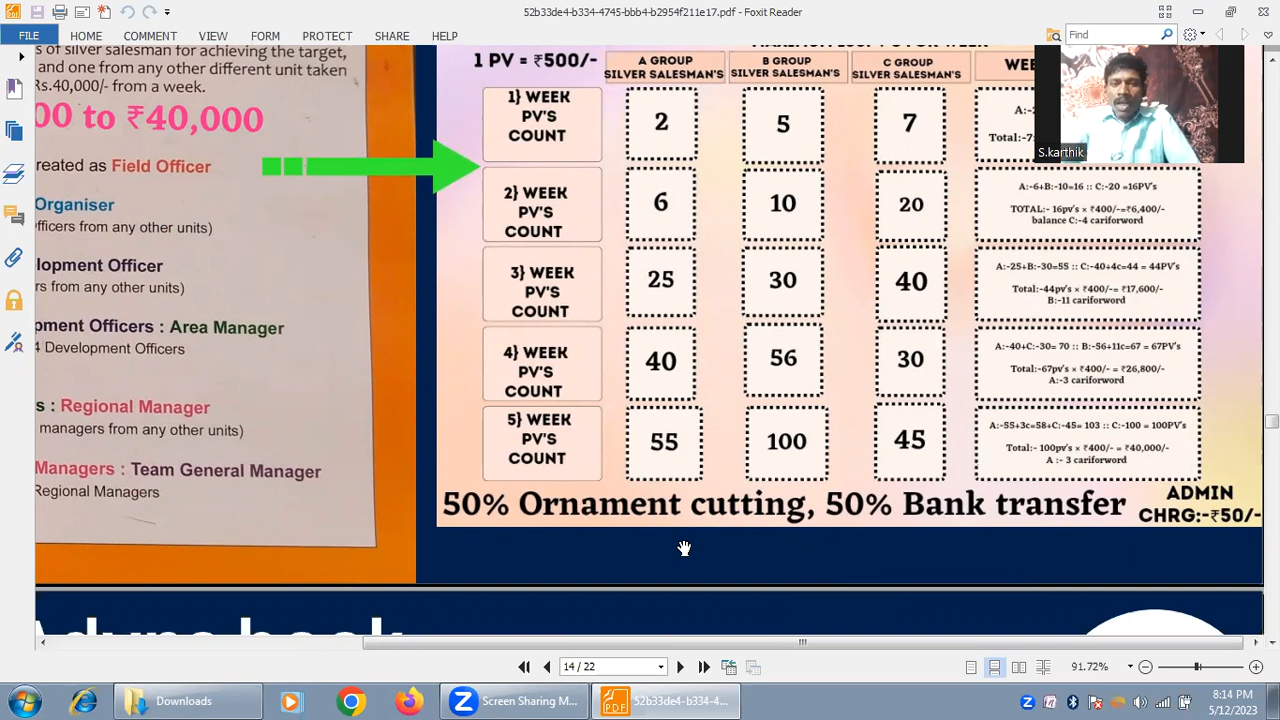 52b33de4-b334-4745-bbb4-b2954f211e17.pdf - Foxit Reader
FILE HOME COMMENT VIEW FORM PROTECT SHARE HELP
Find
s of silver salesman for achieving the target,
and one from any other different unit taken
Rs.40,000/- from a week.
00 to ₹40,000
reated as Field Officer
Organiser
fficers from any other units)
lopment Officer
rs from any other units)
pment Officers : Area Manager
4 Development Officers
s : Regional Manager
managers from any other units)
Managers : Team General Manager
Regional Managers
1 PV = ₹500/-
A GROUP
SILVER SALESMAN'S
B GROUP
SILVER SALESMAN'S
C GROUP
SILVER SALESMAN'S
WEE
1} WEEK
PV'S
COUNT
2
5
7
Total:-7
S.karthik
2} WEEK
PV'S
COUNT
6
10
20
A:-6+B:-10=16 :: C:-20 =16PV's
TOTAL:- 16pv's × ₹400/-=₹6,400/-
balance C:-4 cariforword
3} WEEK
PV'S
COUNT
25
30
40
A:-25+B:-30=55 :: C:-40+4c=44 = 44PV's
Total:-44pv's × ₹400/-= ₹17,600/-
B:-11 cariforword
4} WEEK
PV'S
COUNT
40
56
30
A:-40+C:-30= 70 :: B:-56+11c=67 = 67PV's
Total:-67pv's × ₹400/- = ₹26,800/-
A:-3 cariforword
5} WEEK
PV'S
COUNT
55
100
45
A:-55+3c=58+C:-45= 103 :: C:-100 = 100PV's
Total:- 100pv's × ₹400/- = ₹40,000/-
A :- 3 cariforword
50% Ornament cutting, 50% Bank transfer
ADMIN
CHRG:-₹50/-
14 / 22
91.72%
Downloads
Screen Sharing M...
52b33de4-b334-4...
8:14 PM
5/12/2023